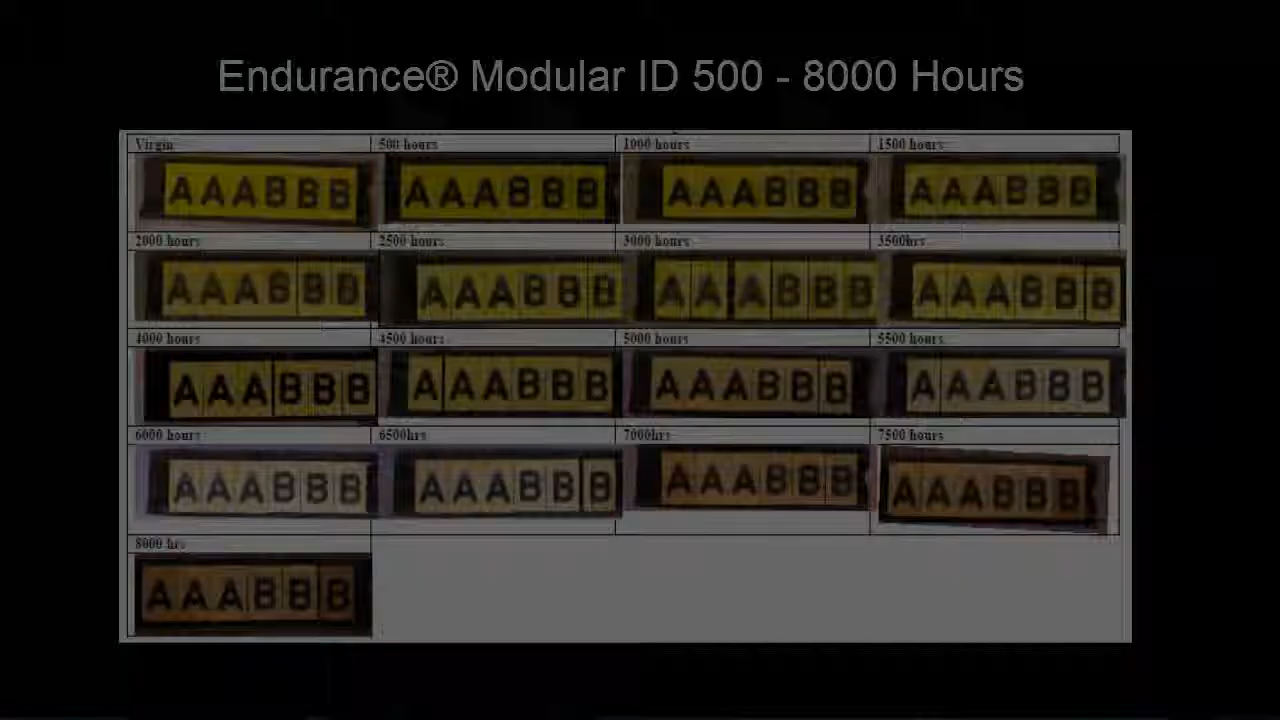 Endurance® Modular ID 500 - 8000 Hours
Virgin 500 hours 1000 hours 1500 hours
AAABBB AAABBB AAABBB AAABBB
2000 hours 2500 hours 3000 hours 3500hrs
AAABBB AAABBB AAABBB AAABBB
4000 hours 4500 hours 5000 hours 5500 hours
AAABBB AAABBB AAABBB AAABBB
6000 hours 6500hrs 7000hrs 7500 hours
AAABBB AAABBB AAABBB AAABBB
8000 hrs
AAABBB